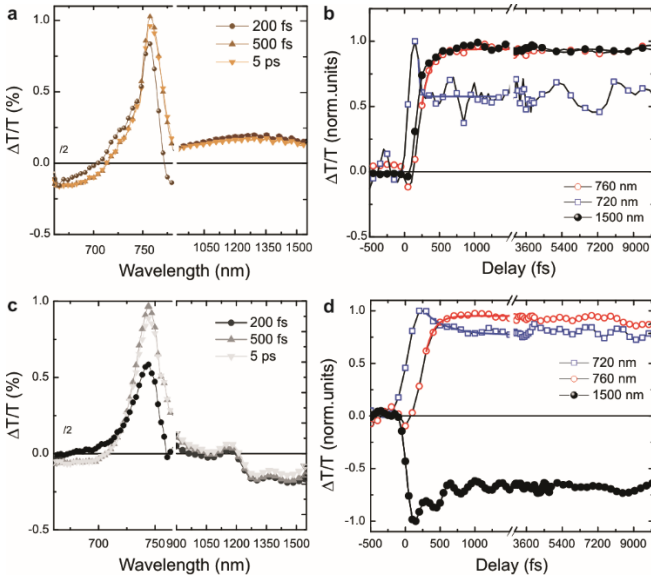 a
ΔT/T (%)
1.0
0.5
0.0
-0.5
/2
200 fs
500 fs
5 ps
700 750 1050 1200 1350 1500
Wavelength (nm)
b
ΔT/T (norm.units)
1.0
0.5
0.0
-0.5
760 nm
720 nm
1500 nm
-500 0 500 1000 3600 5400 7200 9000
Delay (fs)
c
ΔT/T (%)
1.0
0.5
0.0
-0.5
/2
200 fs
500 fs
5 ps
700 750 900 1050 1200 1350 1500
Wavelength (nm)
d
ΔT/T (norm.units)
1.0
0.5
0.0
-0.5
-1.0
720 nm
760 nm
1500 nm
-500 0 500 1000 3600 5400 7200 9000
Delay (fs)